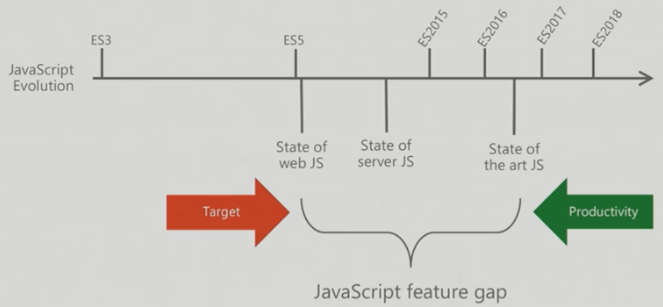 ES3
ES5
ES2015
ES2016
ES2017
ES2018
JavaScript
Evolution
State of
web JS
State of
server JS
State of
the art JS
Target
Productivity
JavaScript feature gap